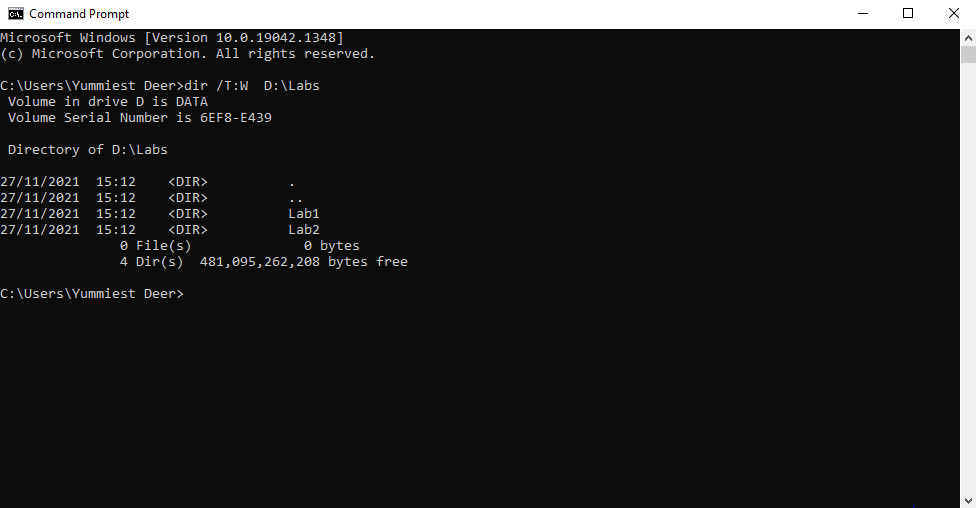 Command Prompt
Microsoft Windows [Version 10.0.19042.1348]
(c) Microsoft Corporation. All rights reserved.
C:\Users\Yummiest Deer>dir /T:W  D:\Labs
 Volume in drive D is DATA
 Volume Serial Number is 6EF8-E439
 Directory of D:\Labs
27/11/2021  15:12    <DIR>          .
27/11/2021  15:12    <DIR>          ..
27/11/2021  15:12    <DIR>          Lab1
27/11/2021  15:12    <DIR>          Lab2
               0 File(s)              0 bytes
               4 Dir(s)  481,095,262,208 bytes free
C:\Users\Yummiest Deer>